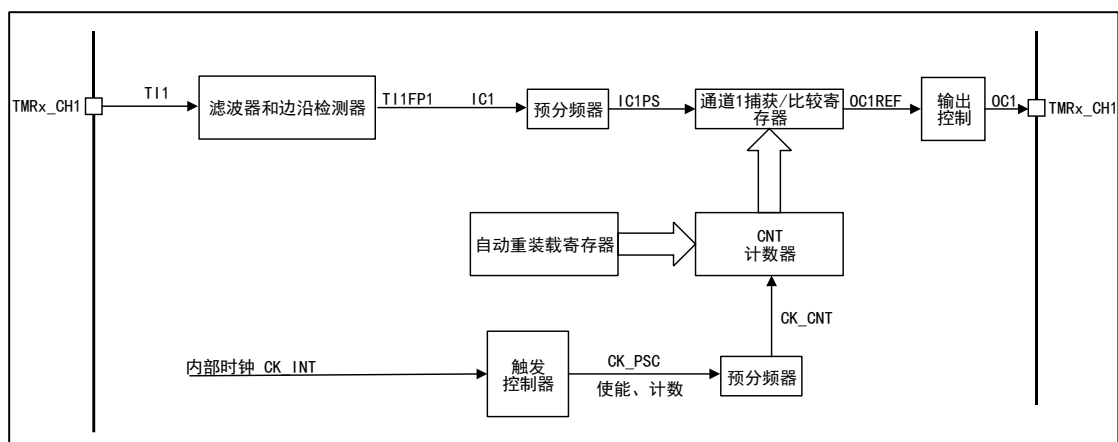 TMRx_CH1
TI1
滤波器和边沿检测器
TI1FP1
IC1
预分频器
IC1PS
通道1捕获/比较寄
存器
OC1REF
输出
控制
OC1
TMRx_CH1
自动重装载寄存器
CNT
计数器
CK_CNT
内部时钟 CK_INT
触发
控制器
CK_PSC
使能、计数
预分频器